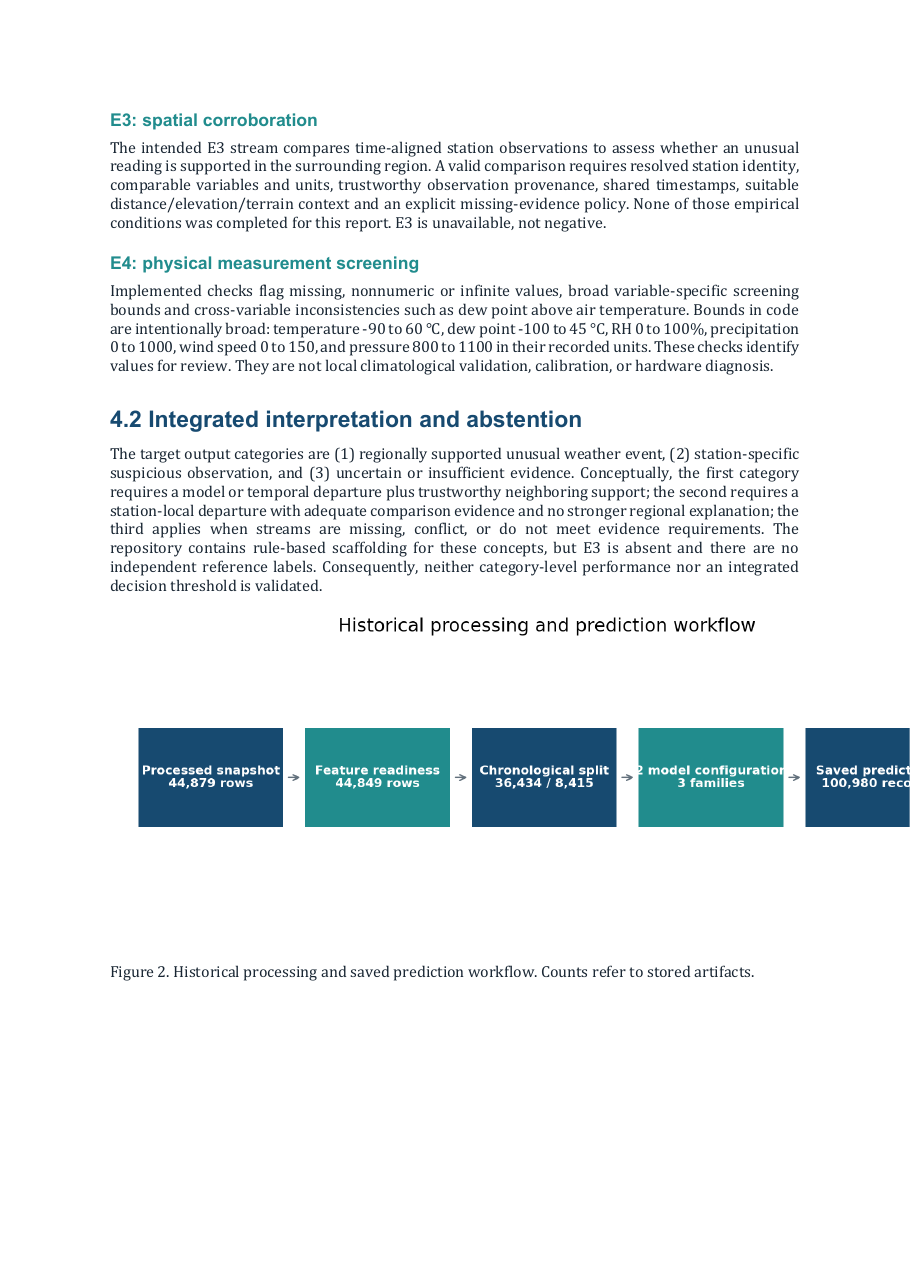 E3: spatial corroboration
The intended E3 stream compares time-aligned station observations to assess whether an unusual
reading is supported in the surrounding region. A valid comparison requires resolved station identity,
comparable variables and units, trustworthy observation provenance, shared timestamps, suitable
distance/elevation/terrain context and an explicit missing-evidence policy. None of those empirical
conditions was completed for this report. E3 is unavailable, not negative.
E4: physical measurement screening
Implemented checks flag missing, nonnumeric or infinite values, broad variable-specific screening
bounds and cross-variable inconsistencies such as dew point above air temperature. Bounds in code
are intentionally broad: temperature -90 to 60 °C, dew point -100 to 45 °C, RH 0 to 100%, precipitation
0 to 1000, wind speed 0 to 150, and pressure 800 to 1100 in their recorded units. These checks identify
values for review. They are not local climatological validation, calibration, or hardware diagnosis.
4.2 Integrated interpretation and abstention
The target output categories are (1) regionally supported unusual weather event, (2) station-specific
suspicious observation, and (3) uncertain or insufficient evidence. Conceptually, the first category
requires a model or temporal departure plus trustworthy neighboring support; the second requires a
station-local departure with adequate comparison evidence and no stronger regional explanation; the
third applies when streams are missing, conflict, or do not meet evidence requirements. The
repository contains rule-based scaffolding for these concepts, but E3 is absent and there are no
independent reference labels. Consequently, neither category-level performance nor an integrated
decision threshold is validated.
Historical processing and prediction workflow
Processed snapshot
44,879 rows
Feature readiness
44,849 rows
Chronological split
36,434 / 8,415
2 model configuration
3 families
Saved predict
100,980 reco
Figure 2. Historical processing and saved prediction workflow. Counts refer to stored artifacts.